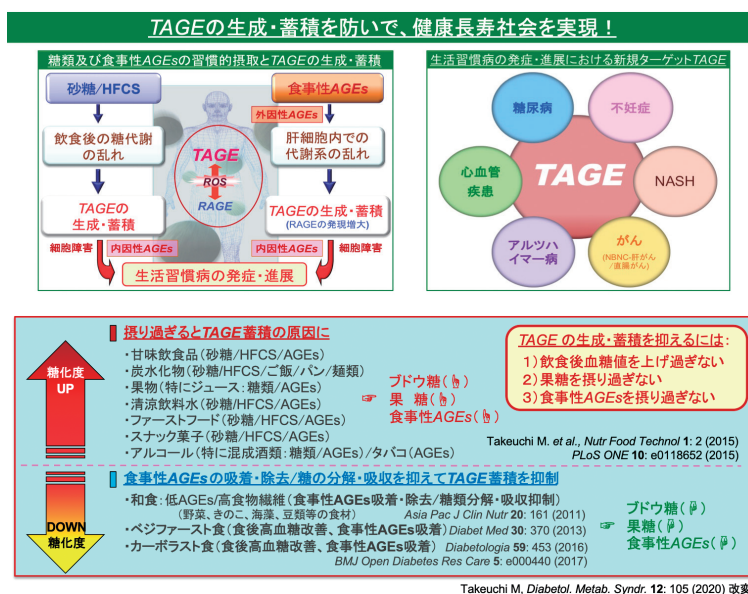 TAGEの生成・蓄積を防いで、健康長寿社会を実現！
糖類及び食事性AGEsの習慣的摂取とTAGEの生成・蓄積
砂糖/HFCS
食事性AGEs
外因性AGEs
飲食後の糖代謝
の乱れ
肝細胞内での
代謝系の乱れ
TAGE
ROS
RAGE
TAGEの
生成・蓄積
TAGEの生成・蓄積
(RAGEの発現増大)
細胞障害
内因性AGEs
内因性AGEs
細胞障害
生活習慣病の発症・進展
生活習慣病の発症・進展における新規ターゲットTAGE
糖尿病
不妊症
心血管
疾患
TAGE
NASH
アルツハ
イマー病
がん
(NBNC-肝がん
/直腸がん)
糖化度
UP
摂り過ぎるとTAGE蓄積の原因に
・甘味飲食品(砂糖/HFCS/AGEs)
・炭水化物(砂糖/HFCS/ご飯/パン/麺類)
・果物(特にジュース:糖類/AGEs)
・清涼飲料水(砂糖/HFCS/AGEs)
・ファーストフード(砂糖/HFCS/AGEs)
・スナック菓子(砂糖/HFCS/AGEs)
・アルコール(特に混成酒類:糖類/AGEs)/タバコ(AGEs)
☞
ブドウ糖(☝)
果 糖(☝)
食事性AGEs(☝)
TAGE の生成・蓄積を抑えるには:
1)飲食後血糖値を上げ過ぎない
2)果糖を摂り過ぎない
3)食事性AGEsを摂り過ぎない
Takeuchi M. et al., Nutr Food Technol 1: 2 (2015)
PLoS ONE 10: e0118652 (2015)
DOWN
糖化度
食事性AGEsの吸着・除去/糖の分解・吸収を抑えてTAGE蓄積を抑制
・和食:低AGEs/高食物繊維(食事性AGEs吸着・除去/糖類分解・吸収抑制)
(野菜、きのこ、海藻、豆類等の食材) Asia Pac J Clin Nutr 20: 161 (2011)
・ベジファースト食(食後高血糖改善、食事性AGEs吸着) Diabet Med 30: 370 (2013)
・カーボラスト食(食後高血糖改善、食事性AGEs吸着) Diabetologia 59: 453 (2016)
BMJ Open Diabetes Res Care 5: e000440 (2017)
☞
ブドウ糖(☟)
果糖(☟)
食事性AGEs(☟)
Takeuchi M, Diabetol. Metab. Syndr. 12: 105 (2020) 改変